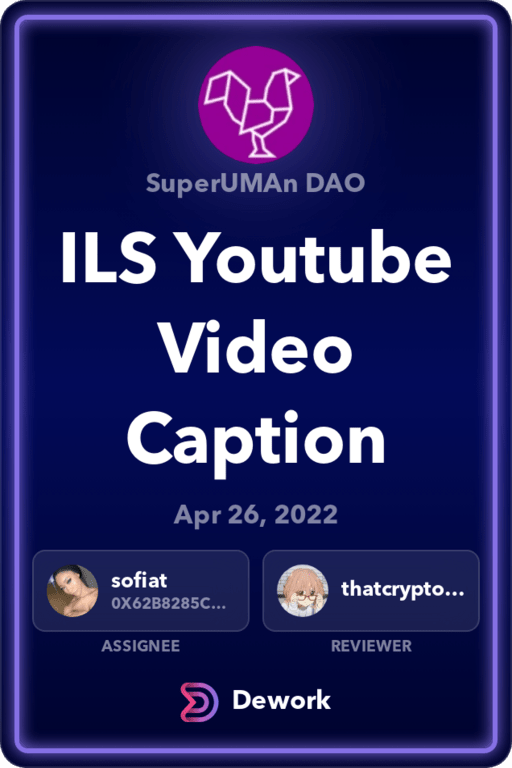 SuperUMAn DAO
ILS Youtube
Video
Caption
Apr 26, 2022
sofiat
0X62B8285C...
thatcrypto...
ASSIGNEE
REVIEWER
Dework